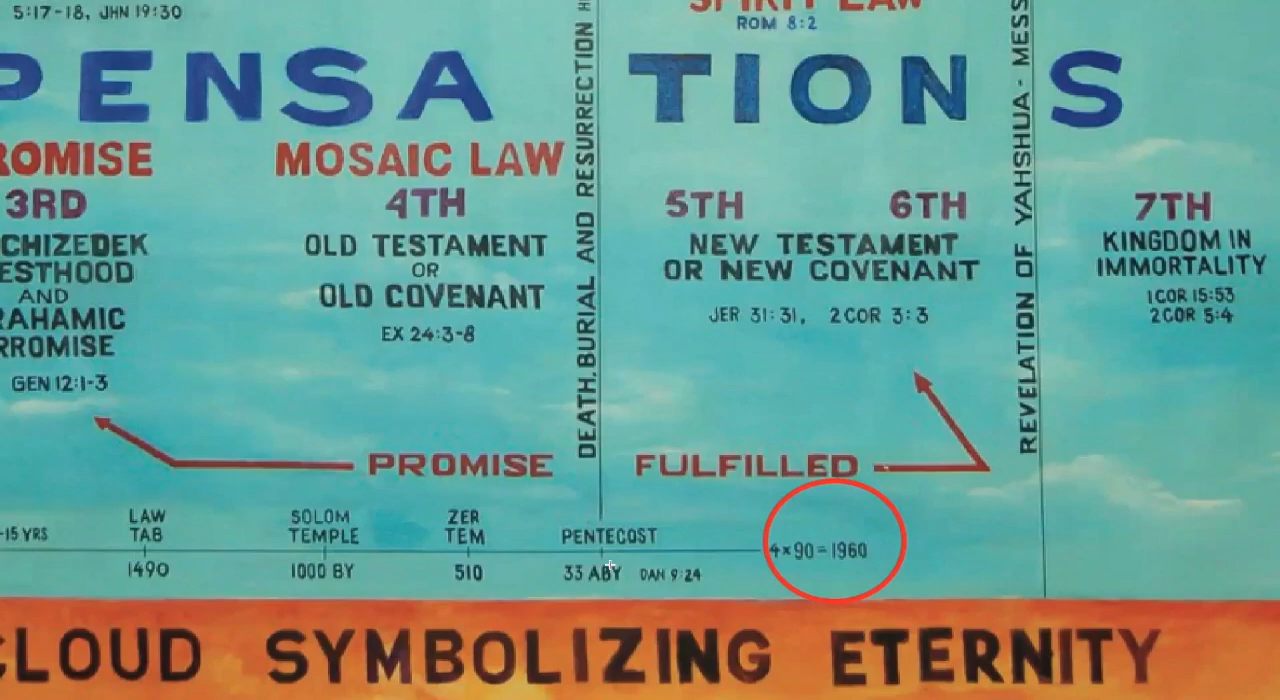 5:17-18, JHN 19:30
SPIRIT LAW
ROM 8:2
PENSA TION S
ROMISE
MOSAIC LAW
3RD
4TH
5TH
6TH
7TH
CHIZEDEK
ESTHOOD
AND
RAHAMIC
RROMISE
GEN 12:1-3
OLD TESTAMENT
OR
OLD COVENANT
EX 24:3-8
DEATH, BURIAL AND RESURRECTION
NEW TESTAMENT
OR NEW COVENANT
JER 31:31, 2COR 3:3
REVELATION OF YAHSHUA - MESS
KINGDOM IN
IMMORTALITY
1COR 15:53
2COR 5:4
PROMISE
FULFILLED
-15 YRS
LAW
TAB
1490
SOLOM
TEMPLE
1000 BY
ZER
TEM
510
PENTECOST
33 ABY DAN 9:24
4x90=1960
CLOUD SYMBOLIZING ETERNITY